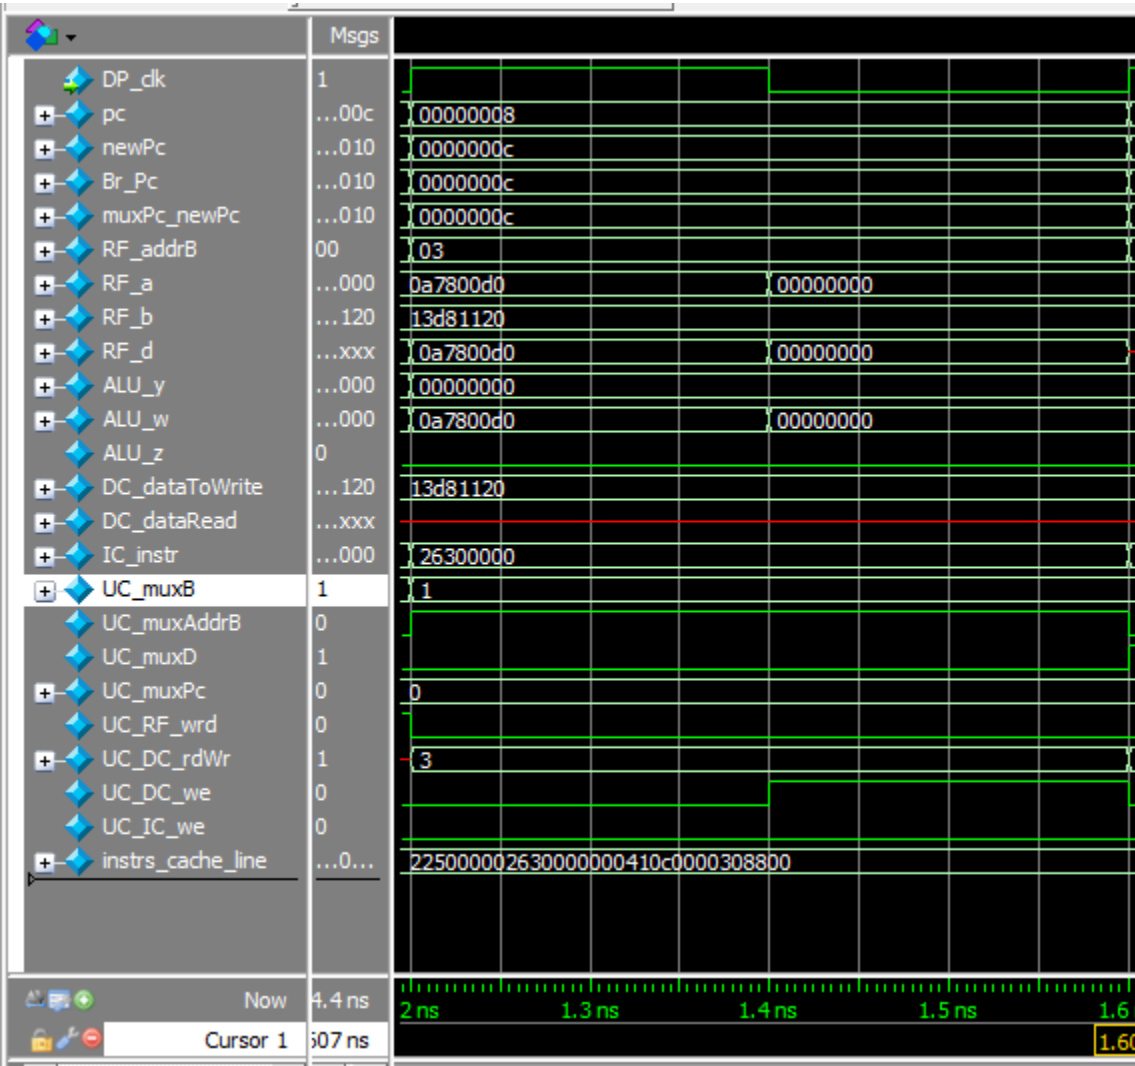 Msgs
DP_clk 1
pc ...00c 00000008
newPc ...010 0000000c
Br_Pc ...010 0000000c
muxPc_newPc ...010 0000000c
RF_addrB 00 03
RF_a ...000 0a7800d0 00000000
RF_b ...120 13d81120
RF_d ...xxx 0a7800d0 00000000
ALU_y ...000 00000000
ALU_w ...000 0a7800d0 00000000
ALU_z 0
DC_dataToWrite ...120 13d81120
DC_dataRead ...xxx
IC_instr ...000 26300000
UC_muxB 1 1
UC_muxAddrB 0
UC_muxD 1
UC_muxPc 0 0
UC_RF_wrd 0
UC_DC_rdWr 1 3
UC_DC_we 0
UC_IC_we 0
instrs_cache_line ...0... 225000002630000000410c0000308800
Now 4.4 ns 2 ns 1.3 ns 1.4 ns 1.5 ns 1.6
Cursor 1 607 ns 1.60